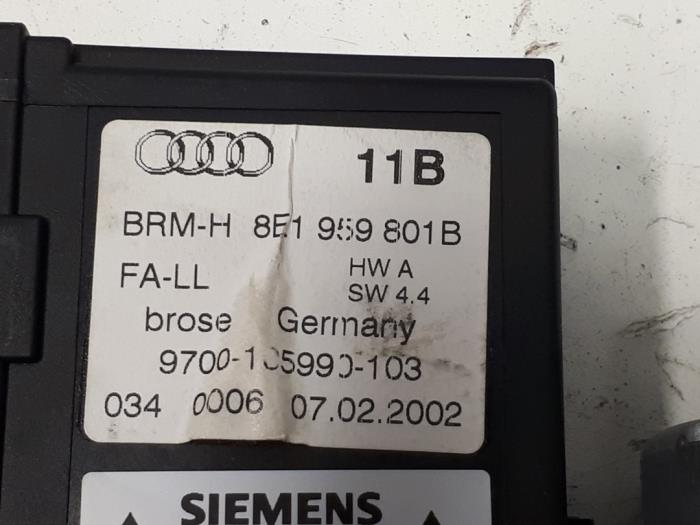 11B
BRM-H 8E1 959 801B
FA-LL HW A
SW 4.4
brose Germany
034 0006 07.02.2002
SIEMENS